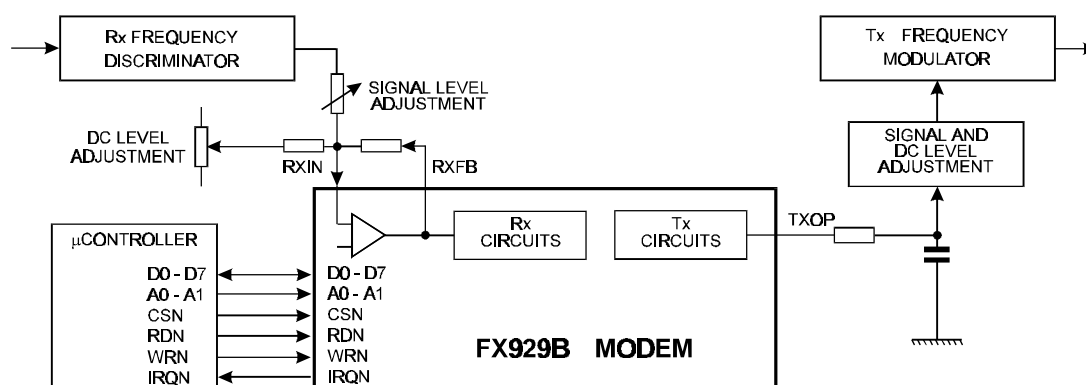 Rx FREQUENCY
DISCRIMINATOR
Tx FREQUENCY
MODULATOR
SIGNAL LEVEL
ADJUSTMENT
DC LEVEL
ADJUSTMENT
RXIN
RXFB
SIGNAL AND
DC LEVEL
ADJUSTMENT
TXOP
µCONTROLLER
Rx
CIRCUITS
Tx
CIRCUITS
D0 - D7
A0 - A1
CSN
RDN
WRN
IRQN
D0 - D7
A0 - A1
CSN
RDN
WRN
IRQN
FX929B MODEM